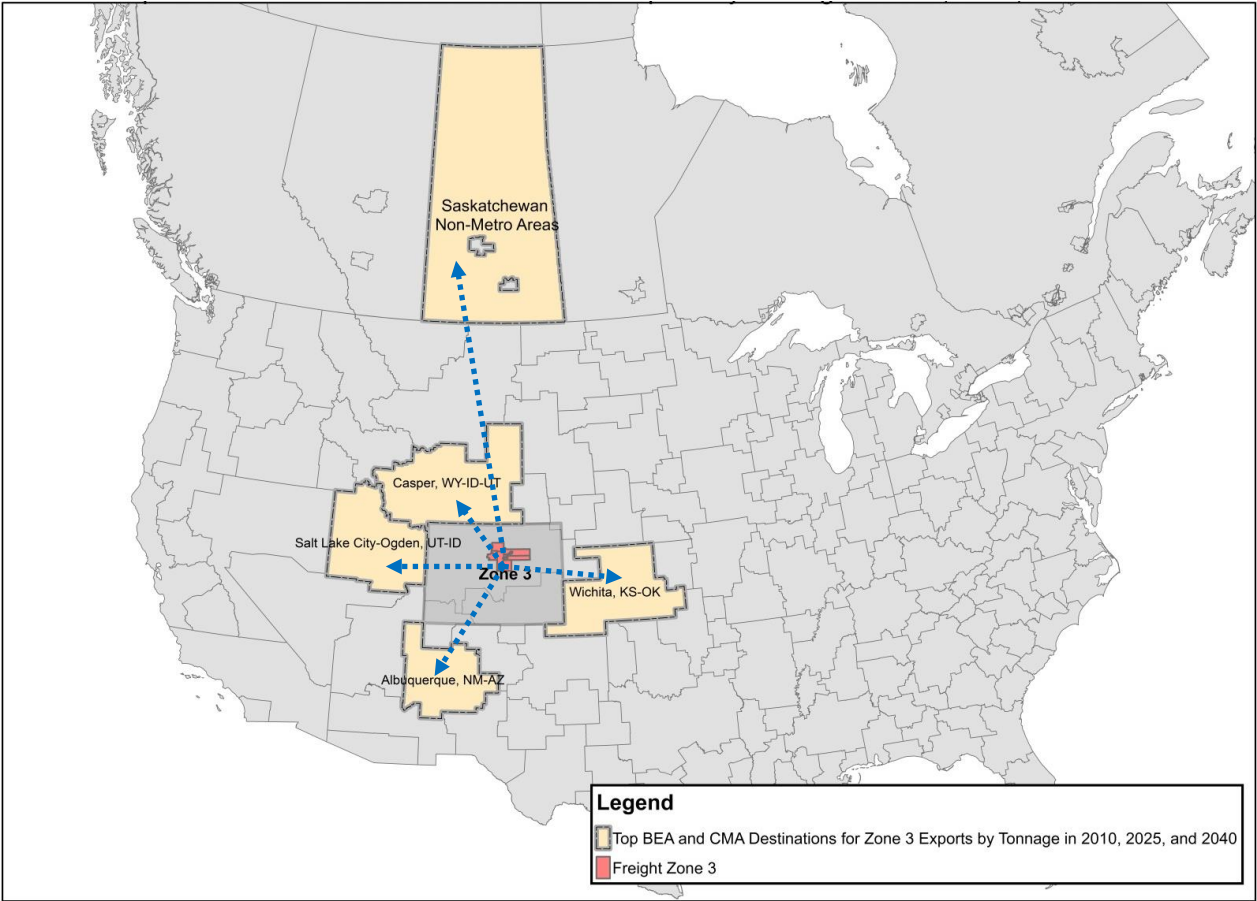 Saskatchewan
Non-Metro Areas
Casper, WY-ID-UT
Salt Lake City-Ogden, UT-ID
Zone 3
Wichita, KS-OK
Albuquerque, NM-AZ
Legend
Top BEA and CMA Destinations for Zone 3 Exports by Tonnage in 2010, 2025, and 2040
Freight Zone 3